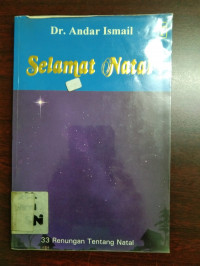 Dr. Andar Ismail
Selamat Natal
33 Renungan Tentang Natal